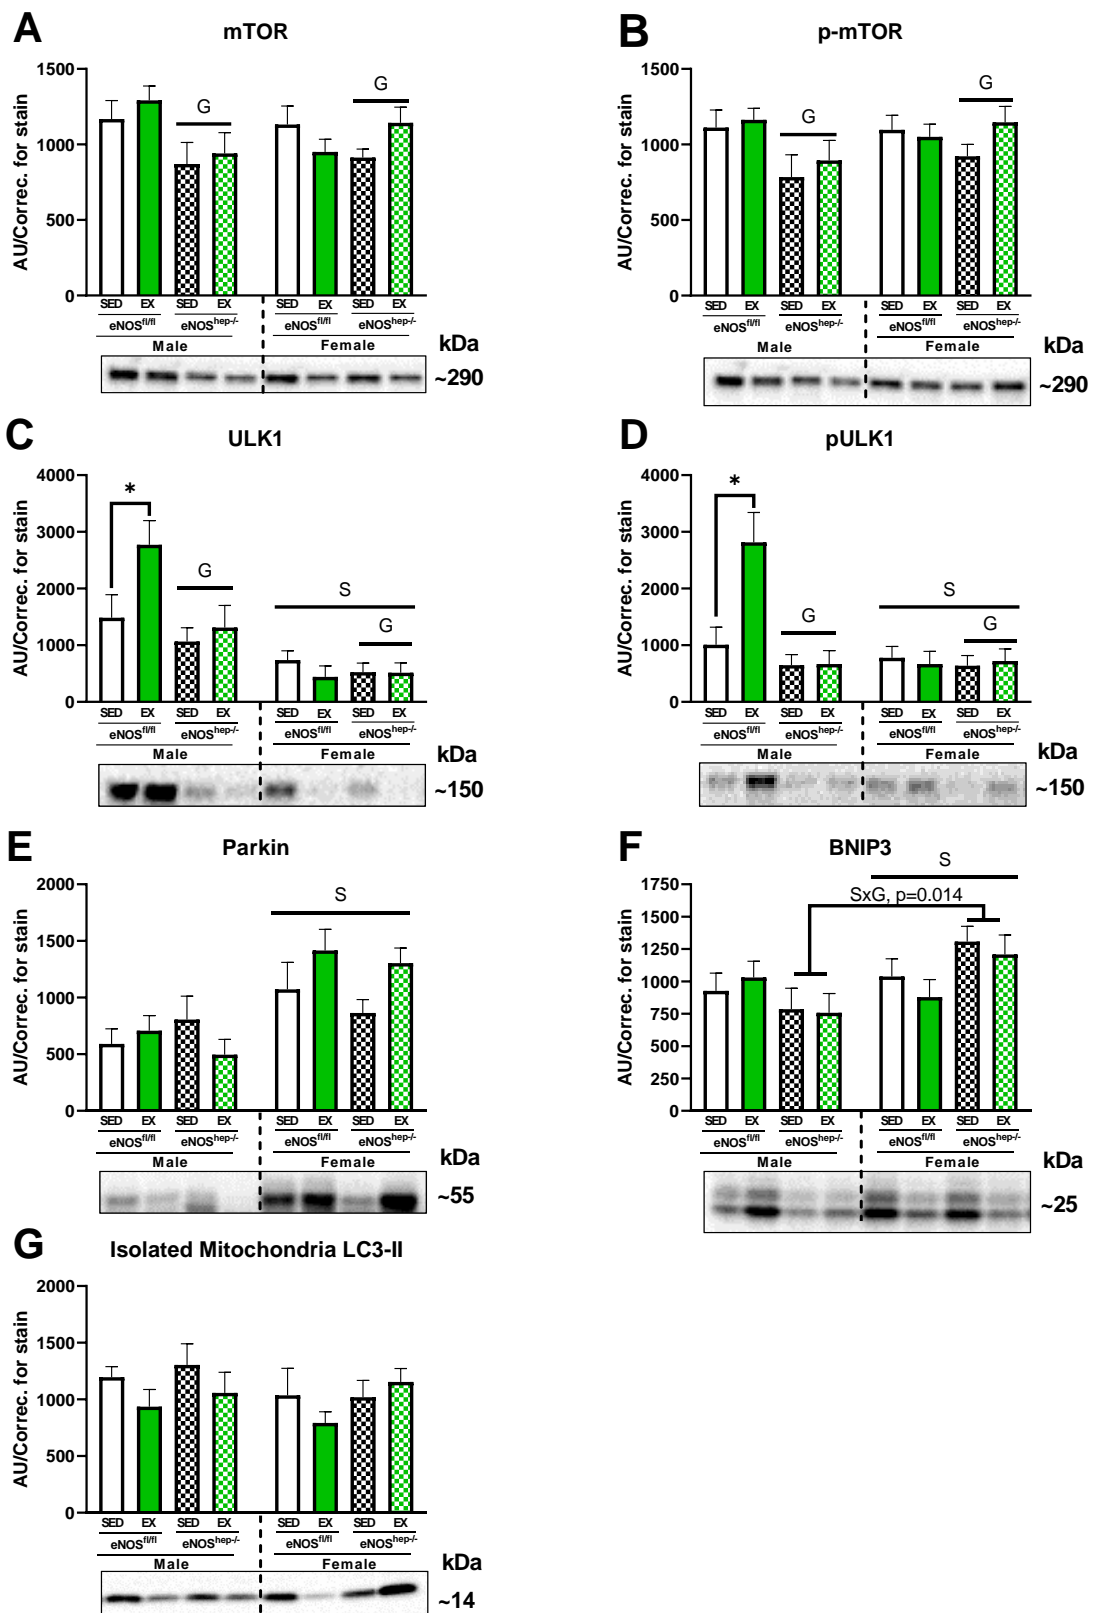 A
mTOR
AU/Correc. for stain
1500
1000
500
0
G
G
SED EX SED EX SED EX SED EX
eNOSfl/fl eNOShep-/- eNOSfl/fl eNOShep-/-
Male Female
kDa
~290
B
p-mTOR
AU/Correc. for stain
1500
1000
500
0
G
G
SED EX SED EX SED EX SED EX
eNOSfl/fl eNOShep-/- eNOSfl/fl eNOShep-/-
Male Female
kDa
~290
C
ULK1
AU/Correc. for stain
4000
3000
2000
1000
0
*
G
S
G
SED EX SED EX SED EX SED EX
eNOSfl/fl eNOShep-/- eNOSfl/fl eNOShep-/-
Male Female
kDa
~150
D
pULK1
AU/Correc. for stain
4000
3000
2000
1000
0
*
G
S
G
SED EX SED EX SED EX SED EX
eNOSfl/fl eNOShep-/- eNOSfl/fl eNOShep-/-
Male Female
kDa
~150
E
Parkin
AU/Correc. for stain
2000
1500
1000
500
0
S
SED EX SED EX SED EX SED EX
eNOSfl/fl eNOShep-/- eNOSfl/fl eNOShep-/-
Male Female
kDa
~55
F
BNIP3
AU/Correc. for stain
1750
1500
1250
1000
750
500
250
0
S
SxG, p=0.014
SED EX SED EX SED EX SED EX
eNOSfl/fl eNOShep-/- eNOSfl/fl eNOShep-/-
Male Female
kDa
~25
G
Isolated Mitochondria LC3-II
AU/Correc. for stain
2000
1500
1000
500
0
SED EX SED EX SED EX SED EX
eNOSfl/fl eNOShep-/- eNOSfl/fl eNOShep-/-
Male Female
kDa
~14